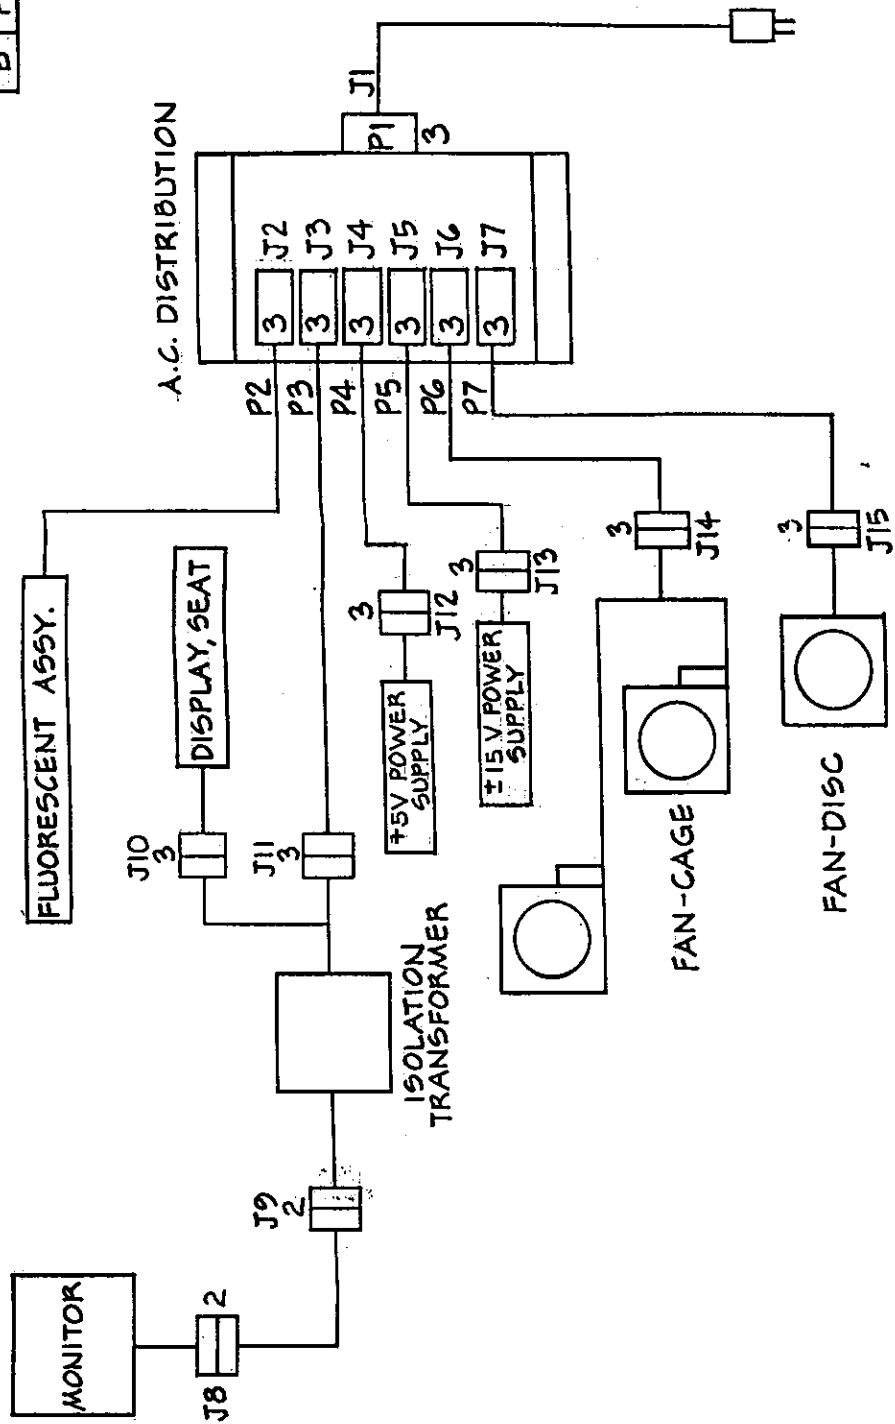 A.C. DISTRIBUTION
J1
P1
3
J2
J3
J4
J5
J6
J7
3
3
3
3
3
3
P2
P3
P4
P5
P6
P7
FLUORESCENT ASSY.
DISPLAY, SEAT
J10
3
J11
3
3
J12
+5V POWER
SUPPLY
3
J13
±15V POWER
SUPPLY
3
J14
FAN-CAGE
3
J15
FAN-DISC
ISOLATION
TRANSFORMER
J9
2
J8
2
MONITOR